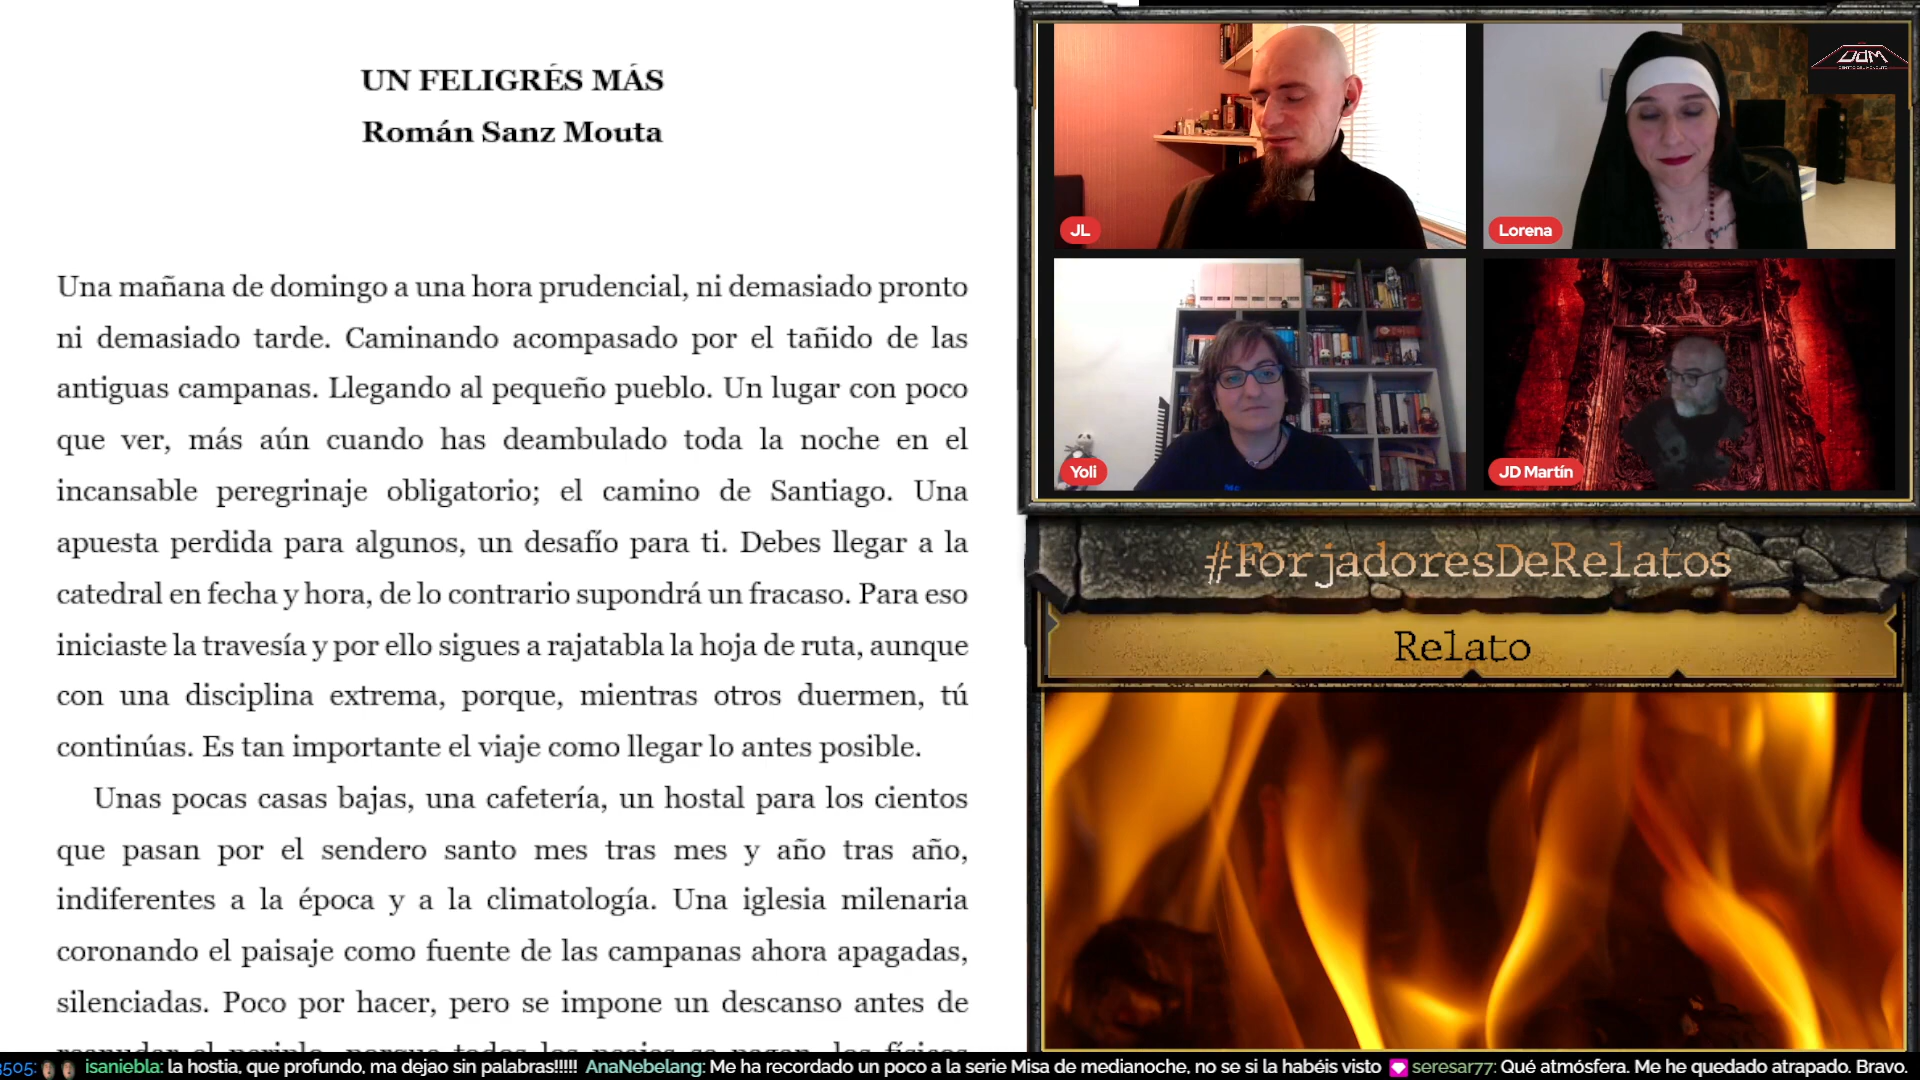 UN FELIGRÉS MÁS
Román Sanz Mouta
Una mañana de domingo a una hora prudencial, ni demasiado pronto
ni demasiado tarde. Caminando acompasado por el tañido de las
antiguas campanas. Llegando al pequeño pueblo. Un lugar con poco
que ver, más aún cuando has deambulado toda la noche en el
incansable peregrinaje obligatorio; el camino de Santiago. Una
apuesta perdida para algunos, un desafío para ti. Debes llegar a la
catedral en fecha y hora, de lo contrario supondrá un fracaso. Para eso
iniciaste la travesía y por ello sigues a rajatabla la hoja de ruta, aunque
con una disciplina extrema, porque, mientras otros duermen, tú
continúas. Es tan importante el viaje como llegar lo antes posible.
Unas pocas casas bajas, una cafetería, un hostal para los cientos
que pasan por el sendero santo mes tras mes y año tras año,
indiferentes a la época y a la climatología. Una iglesia milenaria
coronando el paisaje como fuente de las campanas ahora apagadas,
silenciadas. Poco por hacer, pero se impone un descanso antes de
JL
Lorena
DDM
Yoli
JD Martín
#ForjadoresDeRelatos
Relato
3505: isaniebla: la hostia, que profundo, ma dejao sin palabras!!!!! AnaNebelang: Me ha recordado un poco a la serie Misa de medianoche, no se si la habéis visto seresar77: Qué atmósfera. Me he quedado atrapado. Bravo.